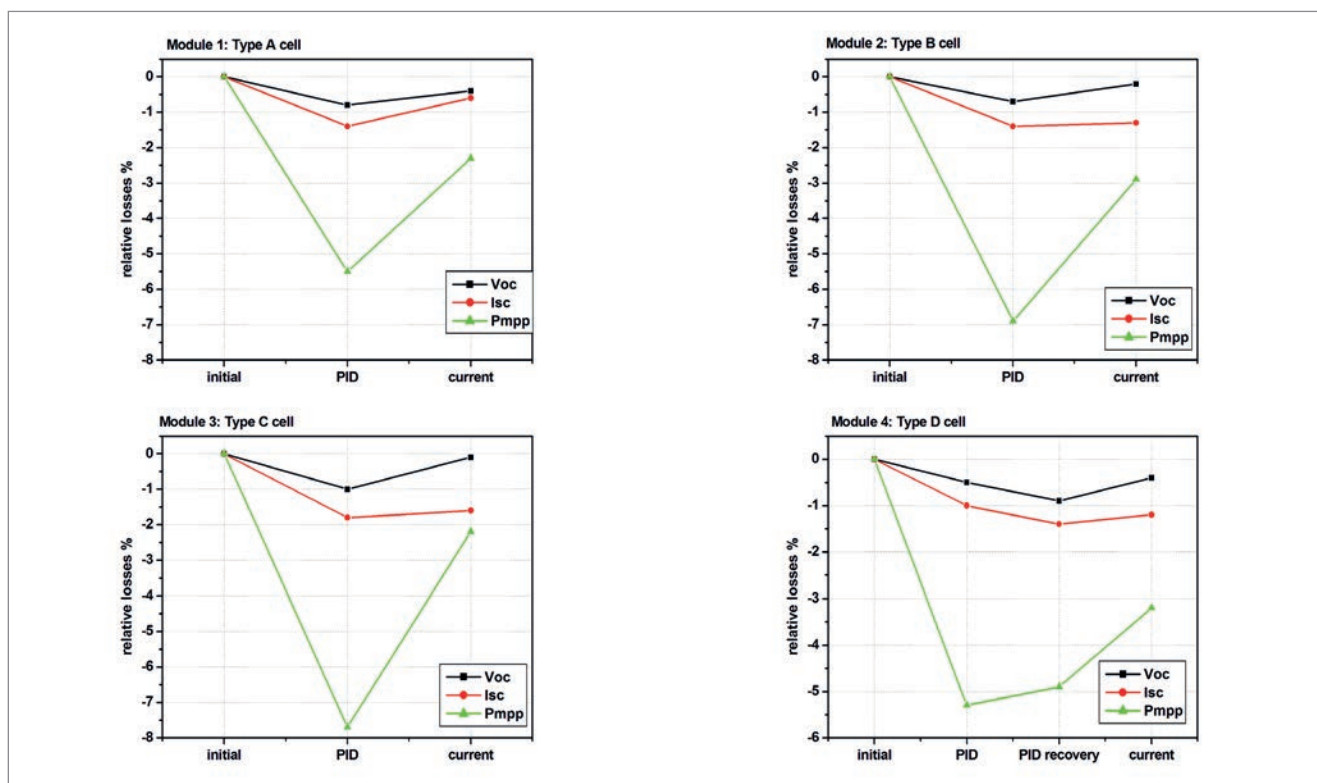 Module 1: Type A cell
relative losses %
0
-1
-2
-3
-4
-5
-6
-7
-8
Voc
Isc
Pmpp
initial PID current
Module 2: Type B cell
relative losses %
0
-1
-2
-3
-4
-5
-6
-7
-8
Voc
Isc
Pmpp
initial PID current
Module 3: Type C cell
relative losses %
0
-1
-2
-3
-4
-5
-6
-7
-8
Voc
Isc
Pmpp
initial PID current
Module 4: Type D cell
relative losses %
0
-1
-2
-3
-4
-5
-6
Voc
Isc
Pmpp
initial PID PID recovery current